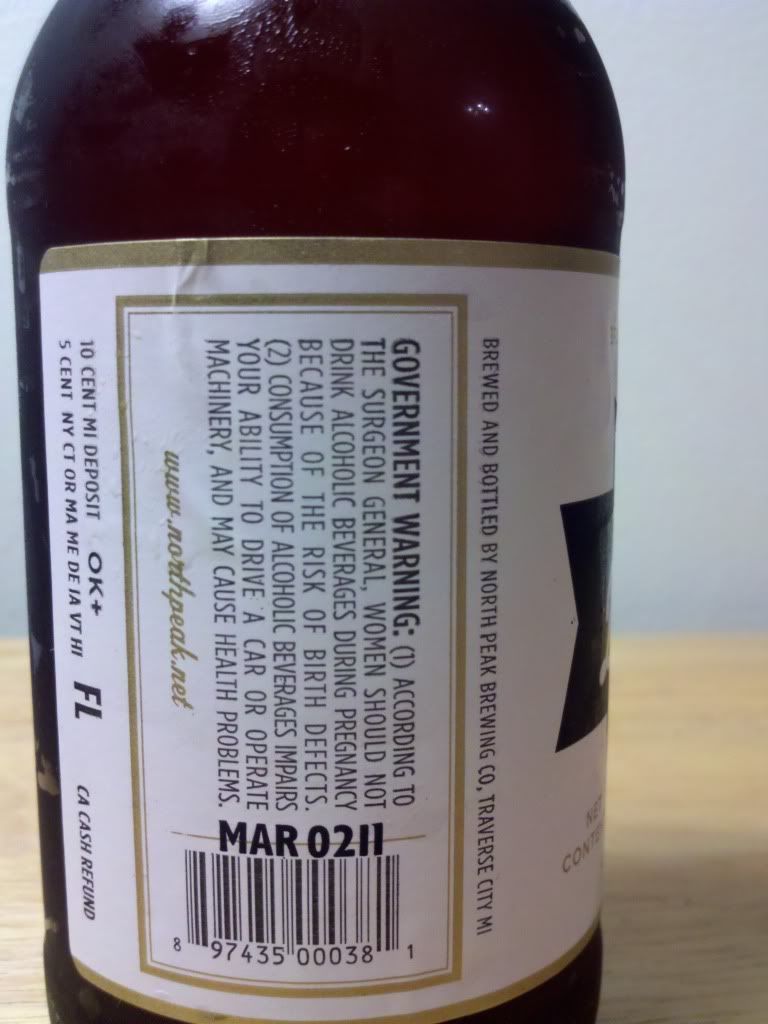 10 CENT MI DEPOSIT OK+
5 CENT NY CT OR MA ME DE IA VT HI FL
CA CASH REFUND
GOVERNMENT WARNING: (1) ACCORDING TO
THE SURGEON GENERAL, WOMEN SHOULD NOT
DRINK ALCOHOLIC BEVERAGES DURING PREGNANCY
BECAUSE OF THE RISK OF BIRTH DEFECTS.
(2) CONSUMPTION OF ALCOHOLIC BEVERAGES IMPAIRS
YOUR ABILITY TO DRIVE A CAR OR OPERATE
MACHINERY, AND MAY CAUSE HEALTH PROBLEMS.
www.northpeak.net
MAR 0211
8 97435 00038 1
BREWED AND BOTTLED BY NORTH PEAK BREWING CO, TRAVERSE CITY MI
NET